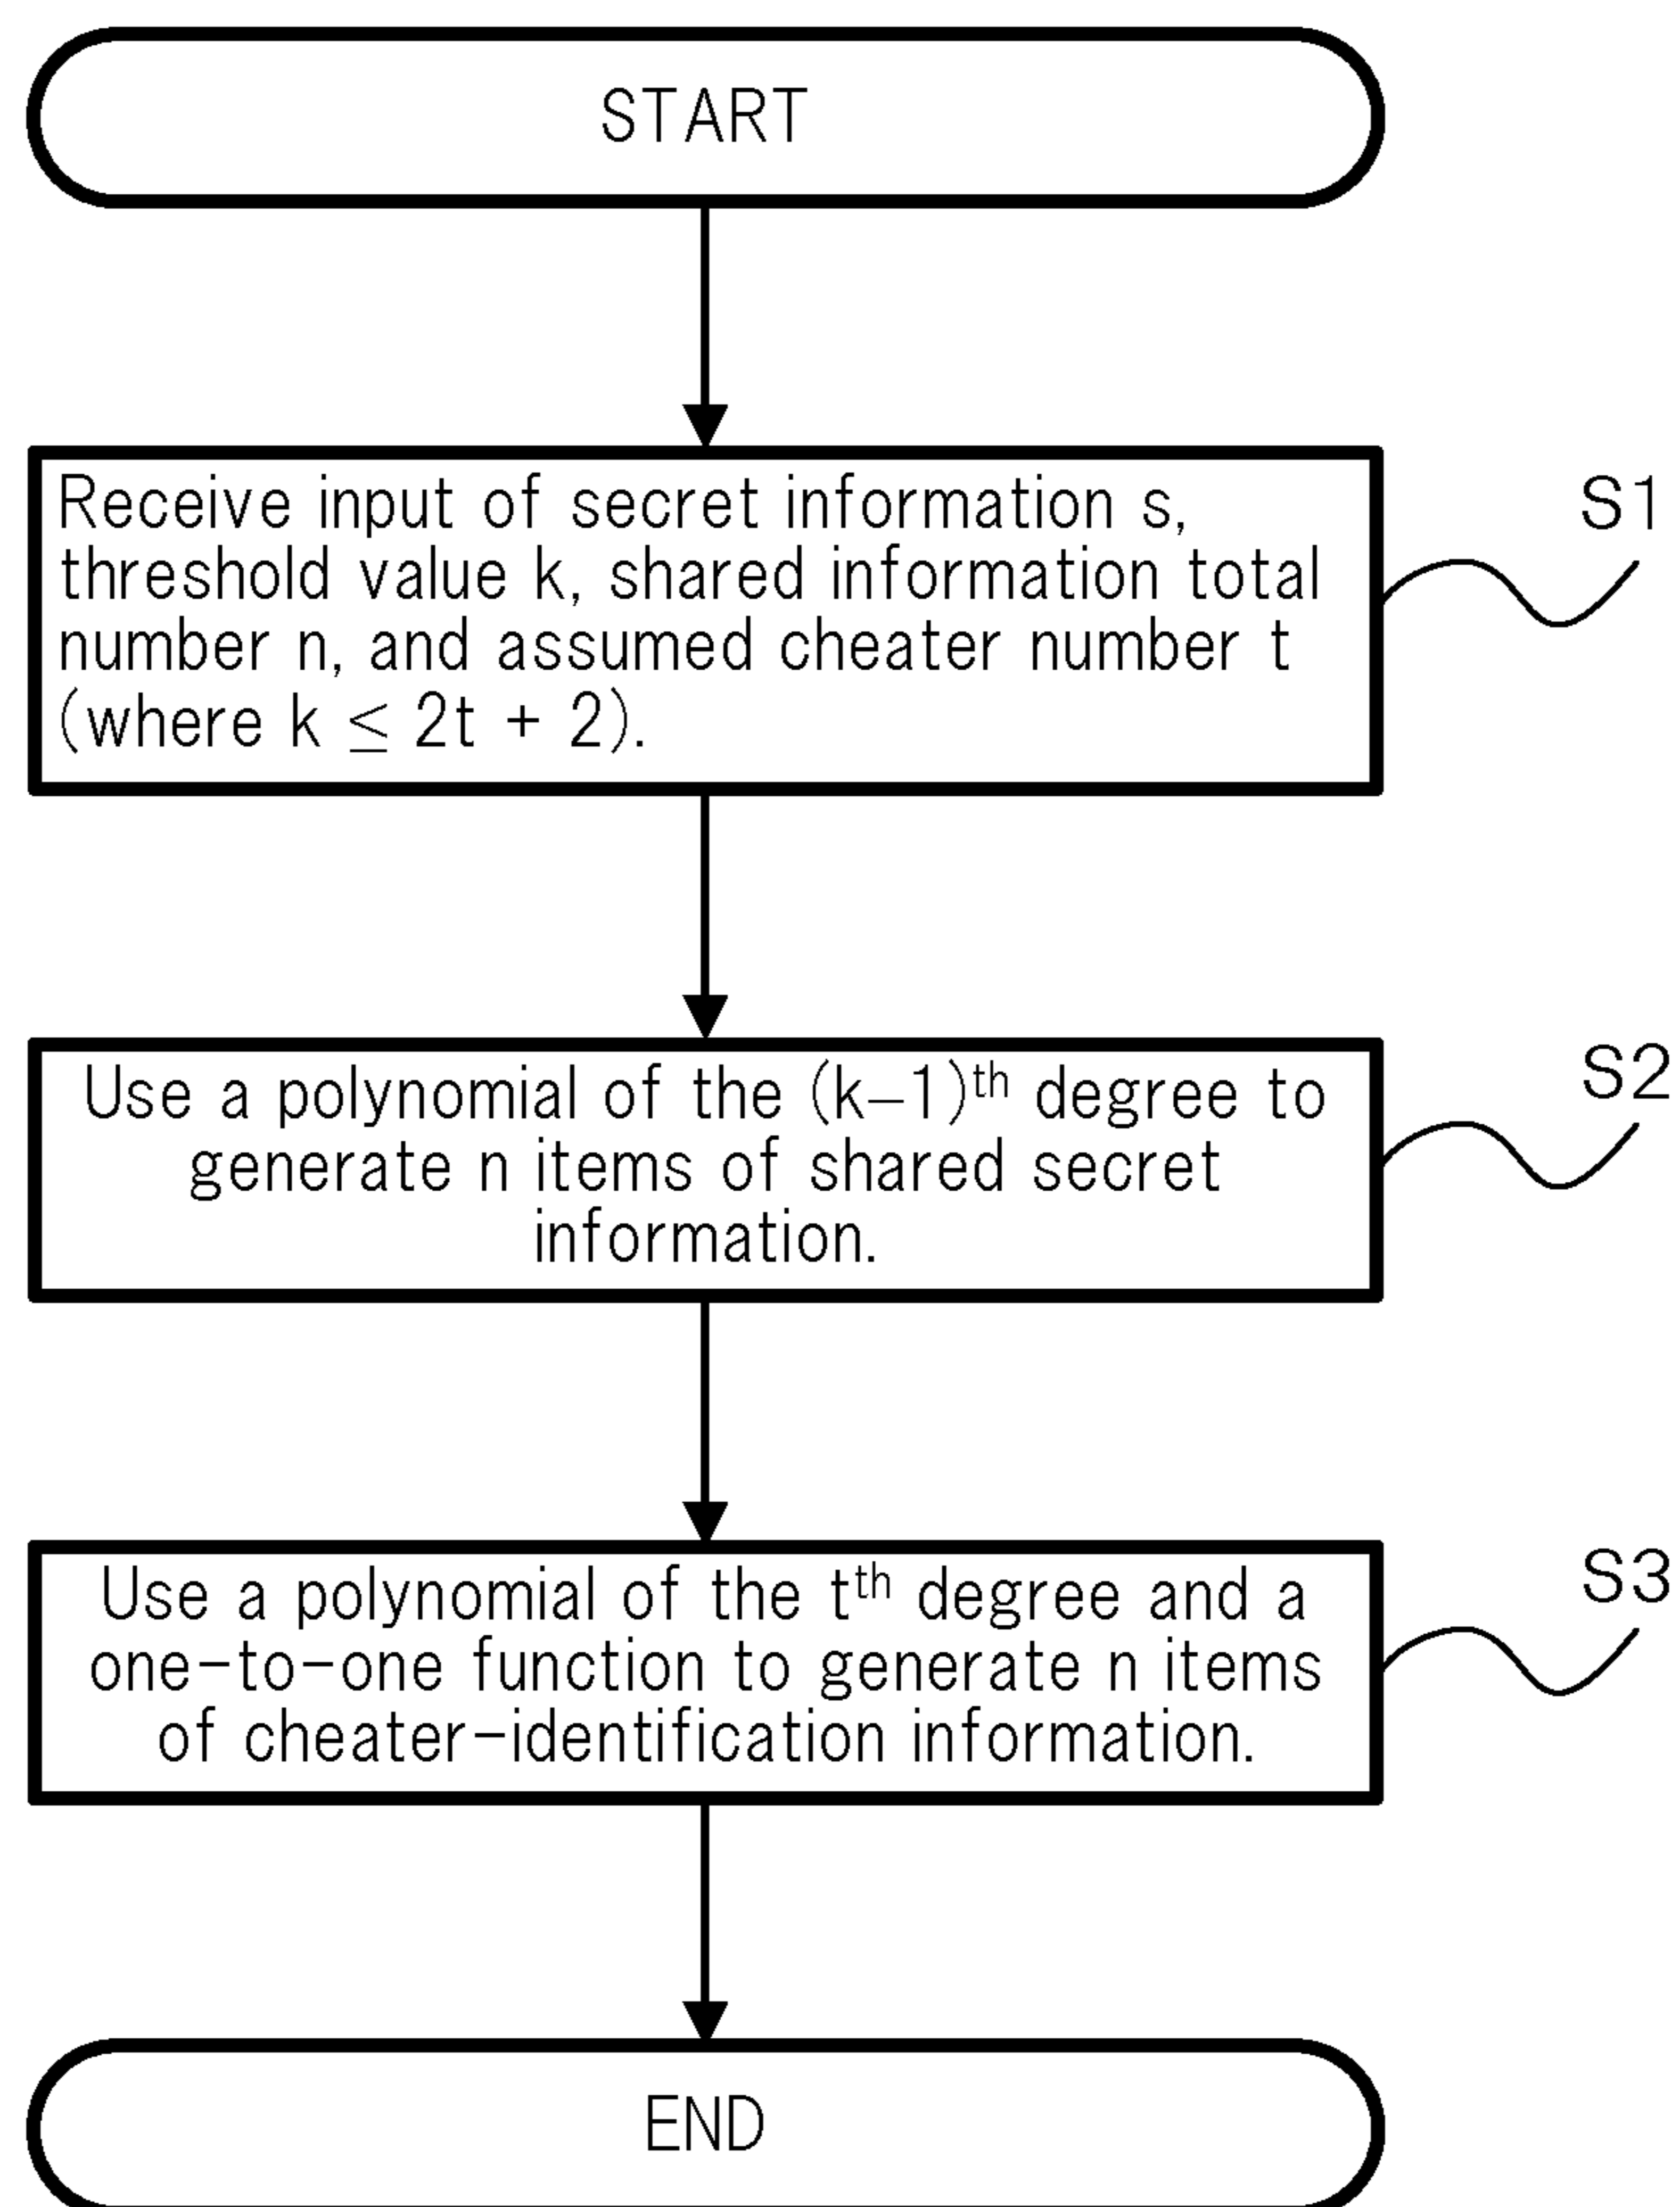 START
Receive input of secret information s,
threshold value k, shared information total
number n, and assumed cheater number t
(where k ≤ 2t + 2).
S1
Use a polynomial of the (k–1)th degree to
generate n items of shared secret
information.
S2
Use a polynomial of the tth degree and a
one-to-one function to generate n items
of cheater-identification information.
S3
END